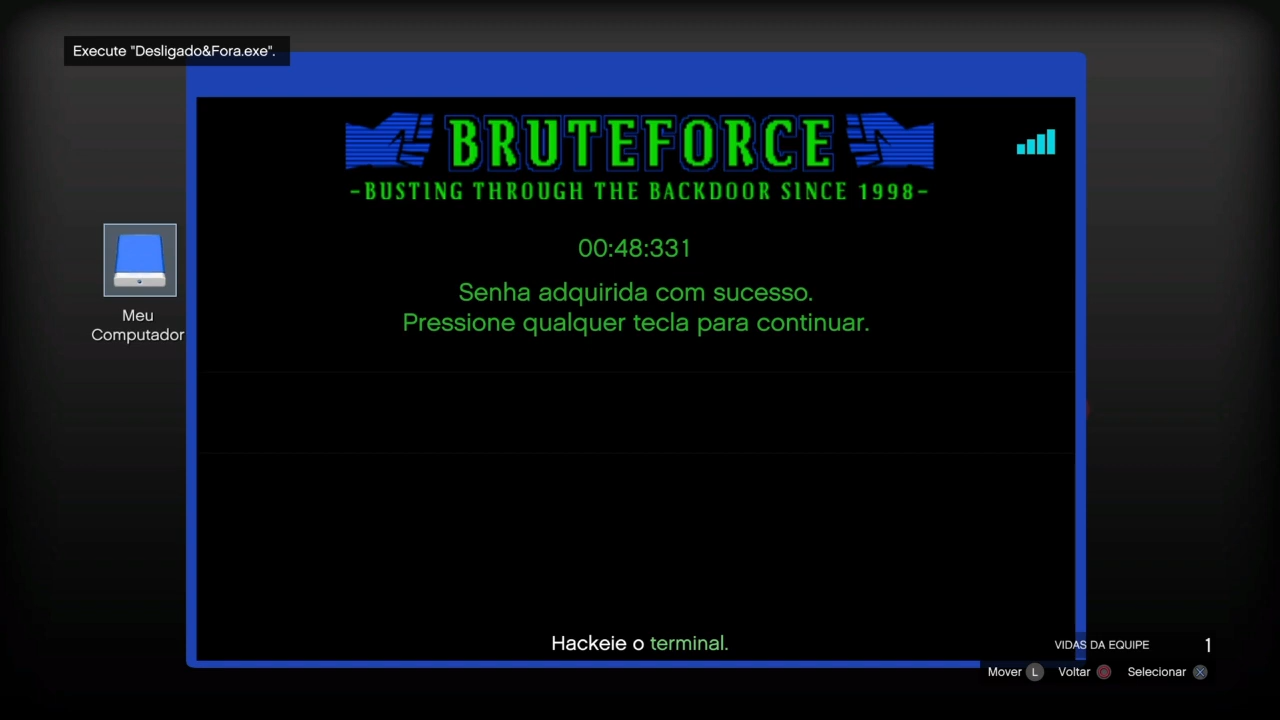 Execute "Desligado&Fora.exe".
BRUTEFORCE
-BUSTING THROUGH THE BACKDOOR SINCE 1998-
00:48:331
Senha adquirida com sucesso.
Pressione qualquer tecla para continuar.
Meu
Computador
Hackeie o terminal.
VIDAS DA EQUIPE 1
Mover L Voltar Selecionar